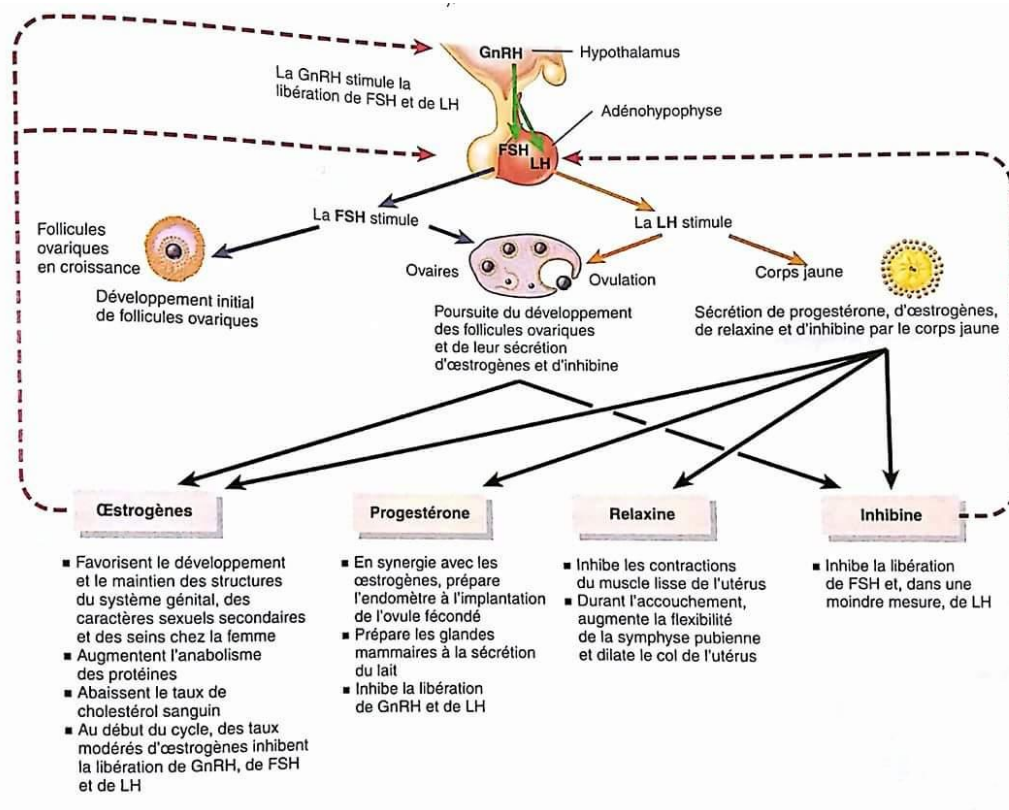 GnRH
Hypothalamus
La GnRH stimule la
libération de FSH et de LH
Adénohypophyse
FSH
LH
La FSH stimule
La LH stimule
Follicules
ovariques
en croissance
Ovaires
Ovulation
Corps jaune
Développement initial
de follicules ovariques
Poursuite du développement
des follicules ovariques
et de leur sécrétion
d'œstrogènes et d'inhibine
Sécrétion de progestérone, d'œstrogènes,
de relaxine et d'inhibine par le corps jaune
Œstrogènes
Progestérone
Relaxine
Inhibine
▪ Favorisent le développement
et le maintien des structures
du système génital, des
caractères sexuels secondaires
et des seins chez la femme
▪ Augmentent l'anabolisme
des protéines
▪ Abaissent le taux de
cholestérol sanguin
▪ Au début du cycle, des taux
modérés d'œstrogènes inhibent
la libération de GnRH, de FSH
et de LH
▪ En synergie avec les
œstrogènes, prépare
l'endomètre à l'implantation
de l'ovule fécondé
▪ Prépare les glandes
mammaires à la sécrétion
du lait
▪ Inhibe la libération
de GnRH et de LH
▪ Inhibe les contractions
du muscle lisse de l'utérus
▪ Durant l'accouchement,
augmente la flexibilité
de la symphyse pubienne
et dilate le col de l'utérus
▪ Inhibe la libération
de FSH et, dans une
moindre mesure, de LH